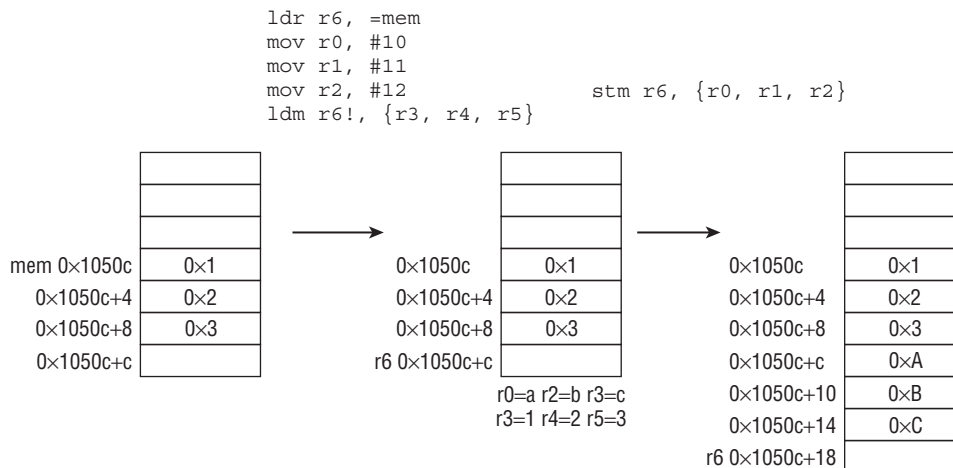 ldr r6, =mem
mov r0, #10
mov r1, #11
mov r2, #12
ldm r6!, {r3, r4, r5}
stm r6, {r0, r1, r2}
mem 0×1050c 0×1
0×1050c+4 0×2
0×1050c+8 0×3
0×1050c+c
0×1050c 0×1
0×1050c+4 0×2
0×1050c+8 0×3
r6 0×1050c+c
r0=a r2=b r3=c
r3=1 r4=2 r5=3
0×1050c 0×1
0×1050c+4 0×2
0×1050c+8 0×3
0×1050c+c 0×A
0×1050c+10 0×B
0×1050c+14 0×C
r6 0×1050c+18